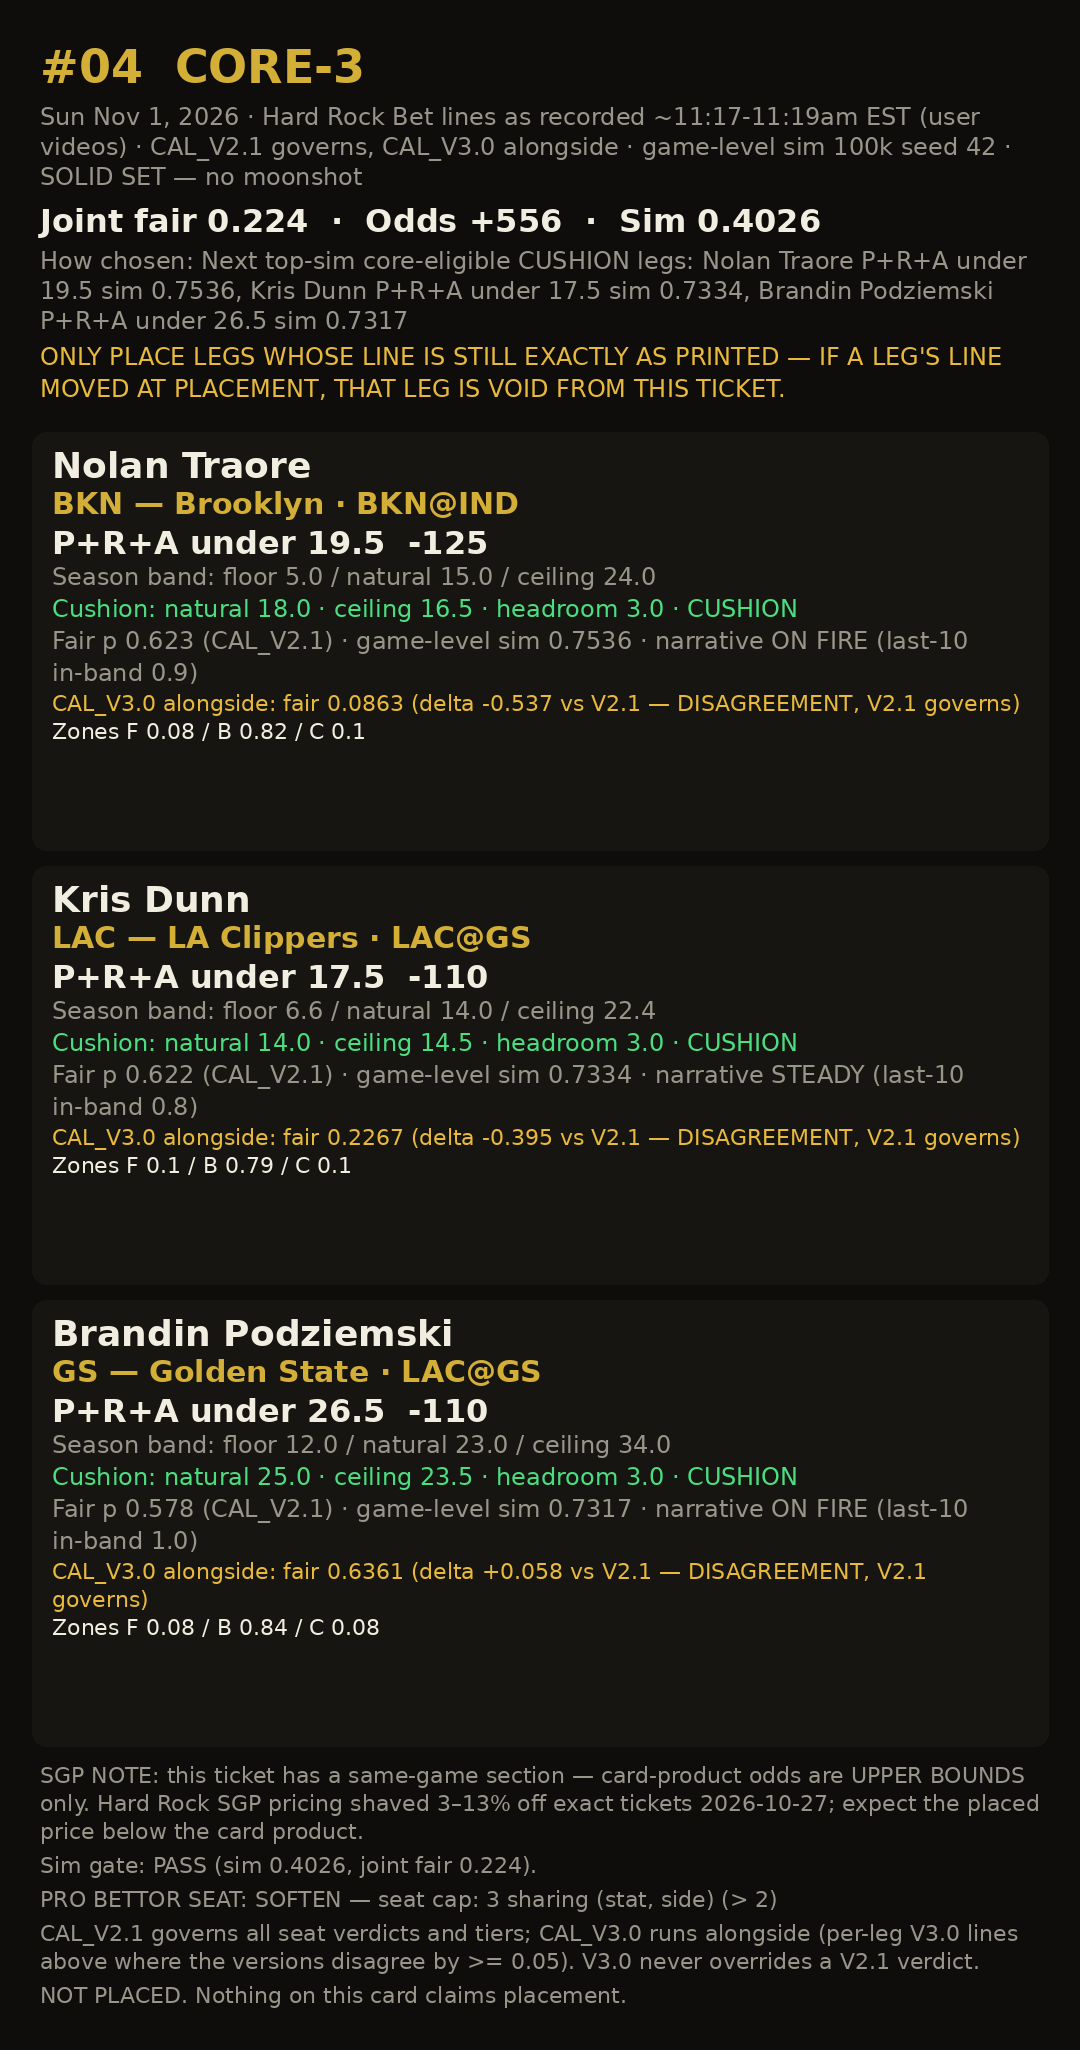 #04  CORE-3
Sun Nov 1, 2026 · Hard Rock Bet lines as recorded ~11:17-11:19am EST (user
videos) · CAL_V2.1 governs, CAL_V3.0 alongside · game-level sim 100k seed 42 ·
SOLID SET — no moonshot
Joint fair 0.224  ·  Odds +556  ·  Sim 0.4026
How chosen: Next top-sim core-eligible CUSHION legs: Nolan Traore P+R+A under
19.5 sim 0.7536, Kris Dunn P+R+A under 17.5 sim 0.7334, Brandin Podziemski
P+R+A under 26.5 sim 0.7317
ONLY PLACE LEGS WHOSE LINE IS STILL EXACTLY AS PRINTED — IF A LEG'S LINE
MOVED AT PLACEMENT, THAT LEG IS VOID FROM THIS TICKET.
Nolan Traore
BKN — Brooklyn · BKN@IND
P+R+A under 19.5  -125
Season band: floor 5.0 / natural 15.0 / ceiling 24.0
Cushion: natural 18.0 · ceiling 16.5 · headroom 3.0 · CUSHION
Fair p 0.623 (CAL_V2.1) · game-level sim 0.7536 · narrative ON FIRE (last-10
in-band 0.9)
CAL_V3.0 alongside: fair 0.0863 (delta -0.537 vs V2.1 — DISAGREEMENT, V2.1 governs)
Zones F 0.08 / B 0.82 / C 0.1
Kris Dunn
LAC — LA Clippers · LAC@GS
P+R+A under 17.5  -110
Season band: floor 6.6 / natural 14.0 / ceiling 22.4
Cushion: natural 14.0 · ceiling 14.5 · headroom 3.0 · CUSHION
Fair p 0.622 (CAL_V2.1) · game-level sim 0.7334 · narrative STEADY (last-10
in-band 0.8)
CAL_V3.0 alongside: fair 0.2267 (delta -0.395 vs V2.1 — DISAGREEMENT, V2.1 governs)
Zones F 0.1 / B 0.79 / C 0.1
Brandin Podziemski
GS — Golden State · LAC@GS
P+R+A under 26.5  -110
Season band: floor 12.0 / natural 23.0 / ceiling 34.0
Cushion: natural 25.0 · ceiling 23.5 · headroom 3.0 · CUSHION
Fair p 0.578 (CAL_V2.1) · game-level sim 0.7317 · narrative ON FIRE (last-10
in-band 1.0)
CAL_V3.0 alongside: fair 0.6361 (delta +0.058 vs V2.1 — DISAGREEMENT, V2.1
governs)
Zones F 0.08 / B 0.84 / C 0.08
SGP NOTE: this ticket has a same-game section — card-product odds are UPPER BOUNDS
only. Hard Rock SGP pricing shaved 3–13% off exact tickets 2026-10-27; expect the placed
price below the card product.
Sim gate: PASS (sim 0.4026, joint fair 0.224).
PRO BETTOR SEAT: SOFTEN — seat cap: 3 sharing (stat, side) (> 2)
CAL_V2.1 governs all seat verdicts and tiers; CAL_V3.0 runs alongside (per-leg V3.0 lines
above where the versions disagree by >= 0.05). V3.0 never overrides a V2.1 verdict.
NOT PLACED. Nothing on this card claims placement.